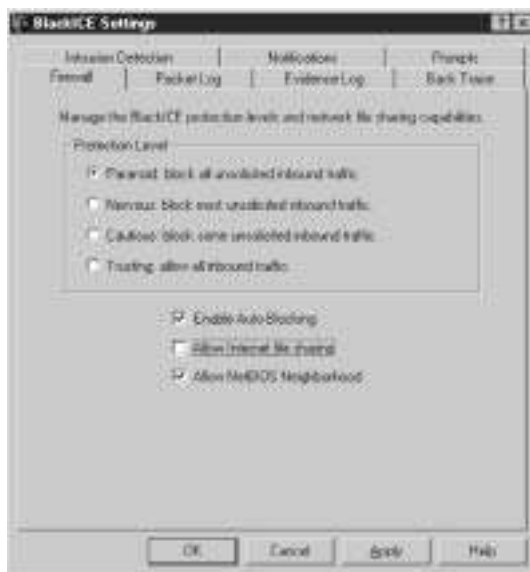 BlackICE Settings
Intrusion Detection Notifications Prompts
Firewall Packet Log Evidence Log Back Trace
Manage the BlackICE protection levels and network file sharing capabilities.
Protection Level
Paranoid: block all unsolicited inbound traffic.
Nervous: block most unsolicited inbound traffic.
Cautious: block some unsolicited inbound traffic.
Trusting: allow all inbound traffic.
Enable Auto-Blocking
Allow Internet file sharing
Allow NetBIOS Neighborhood
OK Cancel Apply Help